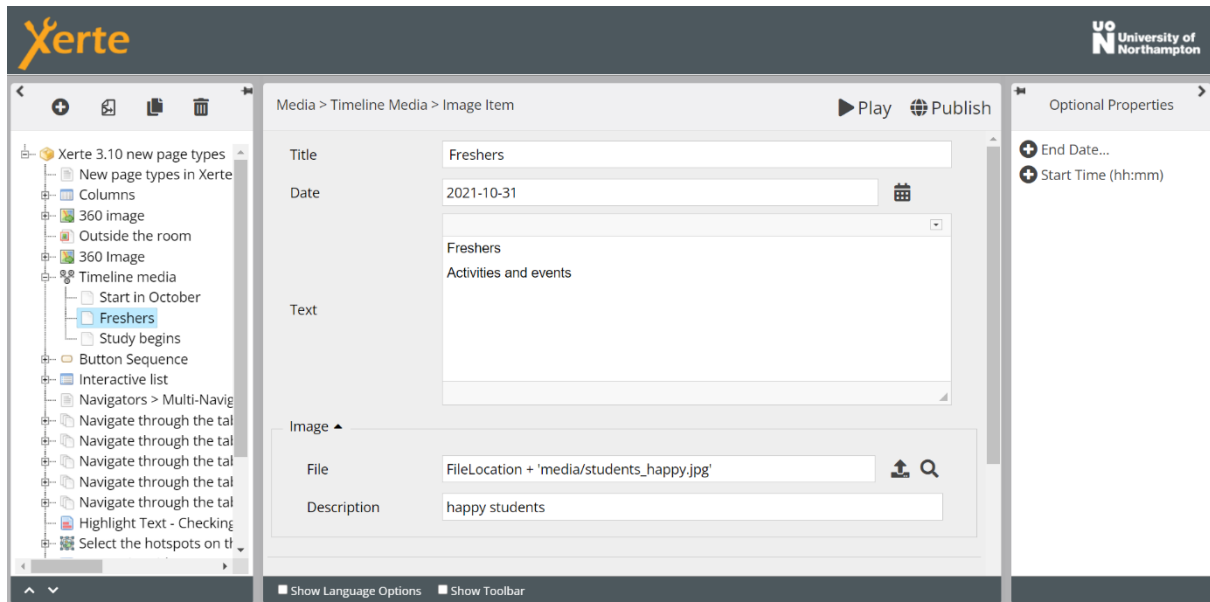 Xerte
UO
N University of
Northampton
Media > Timeline Media > Image Item
Play
Publish
Optional Properties
Xerte 3.10 new page types
New page types in Xerte
Columns
360 image
Outside the room
360 Image
Timeline media
Start in October
Freshers
Study begins
Button Sequence
Interactive list
Navigators > Multi-Navig
Navigate through the tal
Navigate through the tal
Navigate through the tal
Navigate through the tal
Navigate through the tal
Highlight Text - Checking
Select the hotspots on th
Title
Freshers
Date
2021-10-31
Text
Freshers
Activities and events
Image
File
FileLocation + 'media/students_happy.jpg'
Description
happy students
End Date...
Start Time (hh:mm)
Show Language Options
Show Toolbar